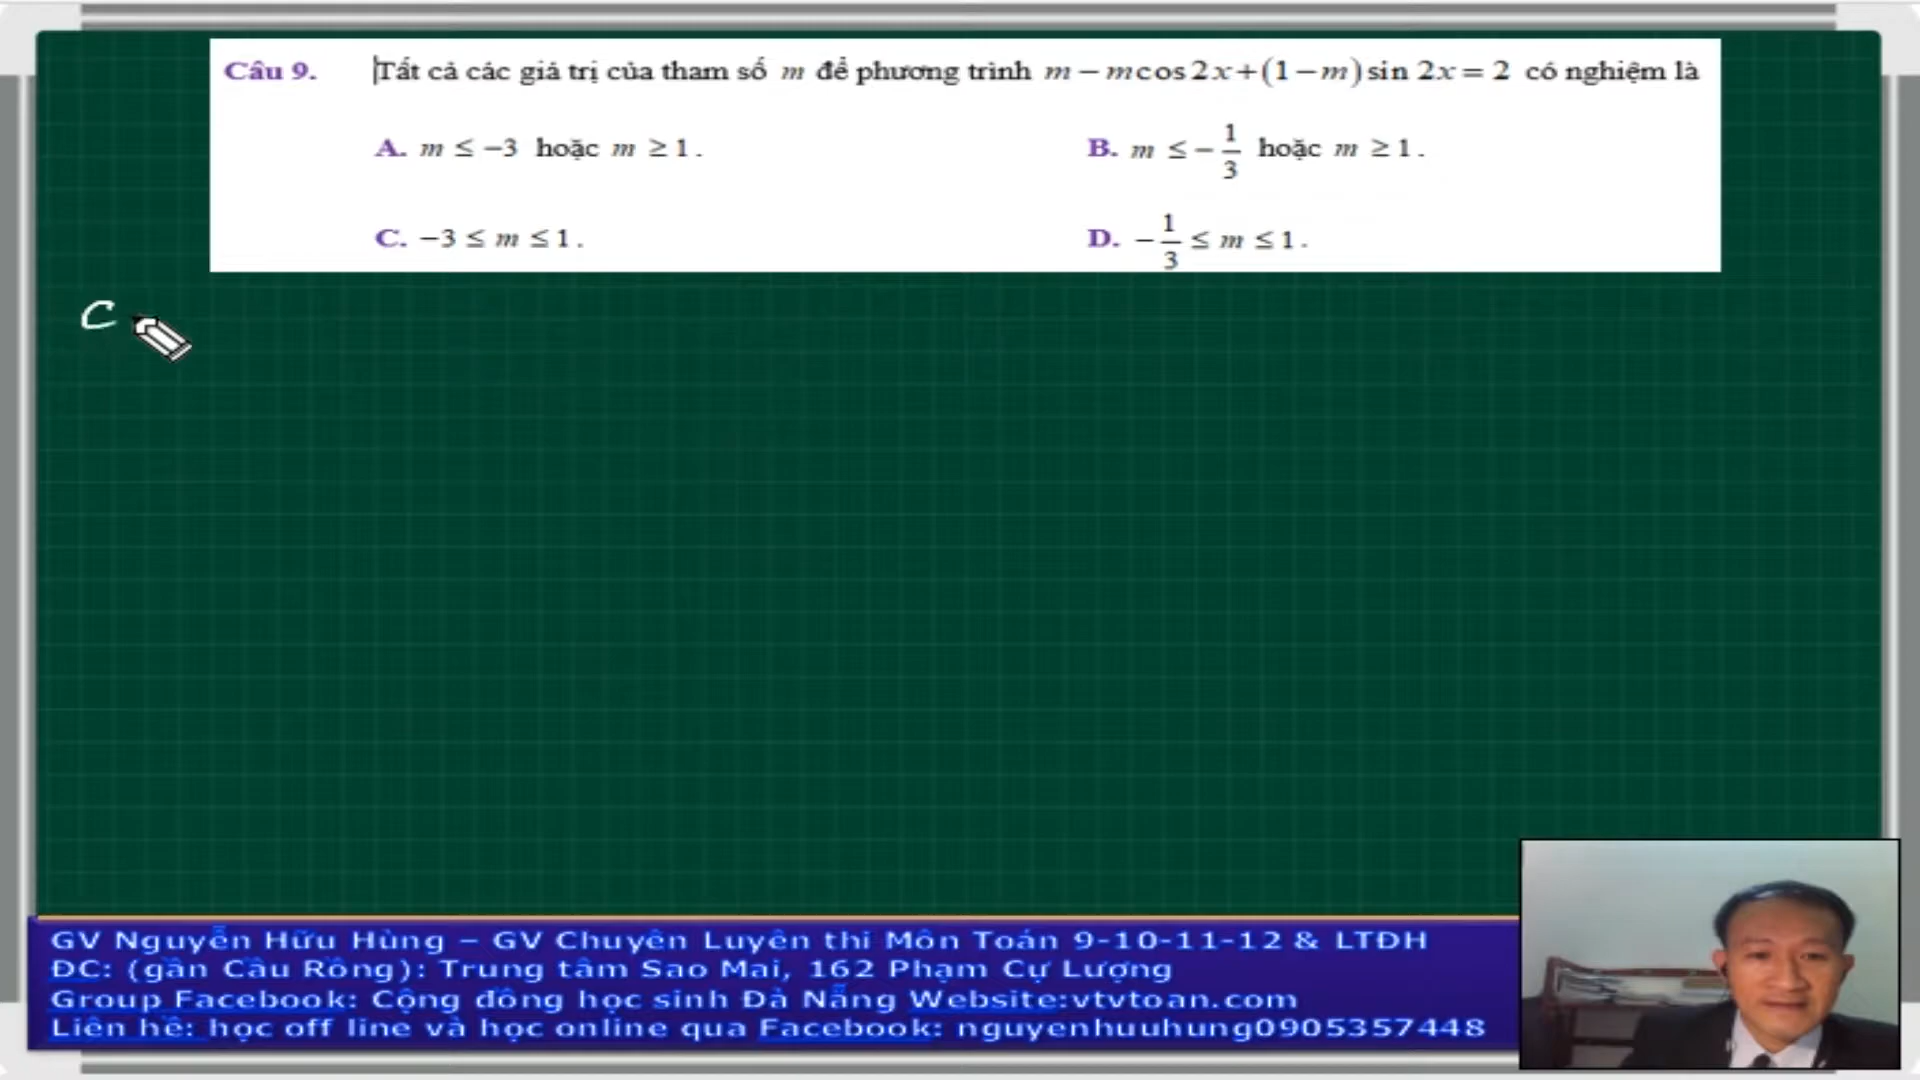 Câu 9. Tất cả các giá trị của tham số m để phương trình m − m cos 2x + (1 − m) sin 2x = 2 có nghiệm là
A. m ≤ −3 hoặc m ≥ 1. B. m ≤ −1/3 hoặc m ≥ 1.
C. −3 ≤ m ≤ 1. D. −1/3 ≤ m ≤ 1.
C
GV Nguyễn Hữu Hùng – GV Chuyên Luyện thi Môn Toán 9-10-11-12 & LTĐH
ĐC: (gần Cầu Rồng): Trung tâm Sao Mai, 162 Phạm Cự Lượng
Group Facebook: Cộng đồng học sinh Đà Nẵng Website:vtvtoan.com
Liên hề: học off line và học online qua Facebook: nguyenhuuhung0905357448